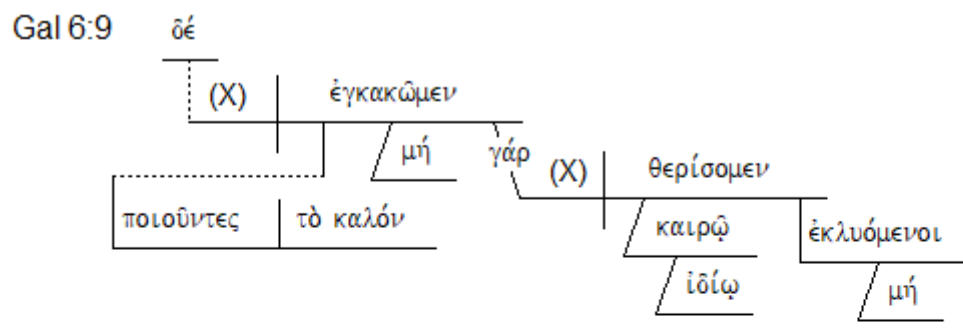 Gal 6:9 δέ
(X) ἐγκακῶμεν
μή γάρ (X) θερίσομεν
ποιοῦντες τὸ καλόν καιρῷ ἐκλυόμενοι
ἰδίῳ μή